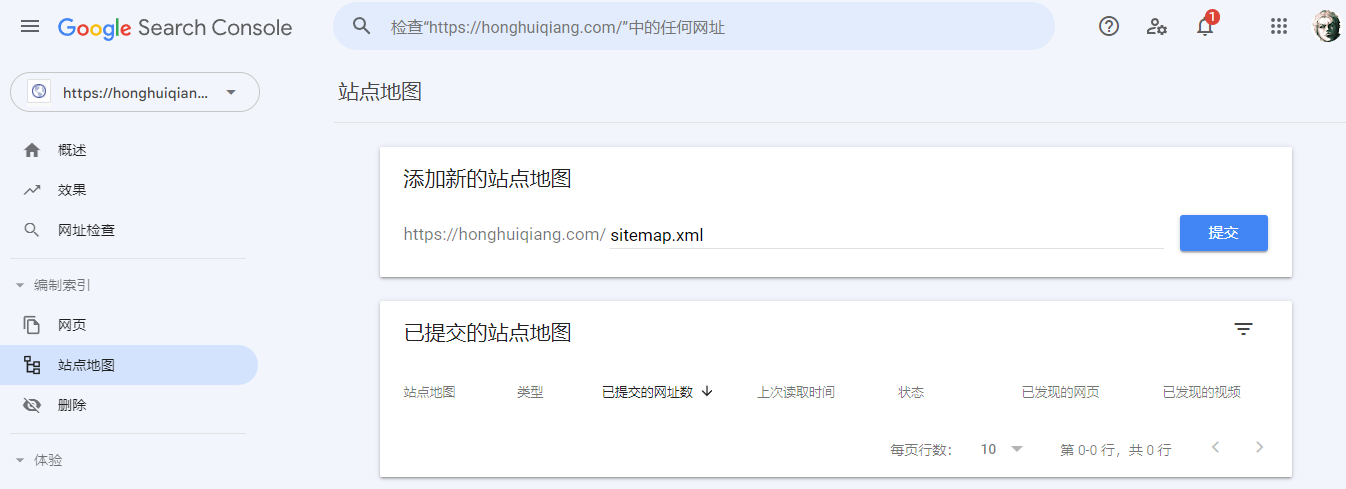 Google Search Console
检查“https://honghuiqiang.com/”中的任何网址
1
https://honghuiqian...
站点地图
概述
效果
网址检查
编制索引
网页
站点地图
删除
体验
添加新的站点地图
https://honghuiqiang.com/ sitemap.xml
提交
已提交的站点地图
站点地图 类型 已提交的网址数 上次读取时间 状态 已发现的网页 已发现的视频
每页行数： 10 第 0-0 行，共 0 行